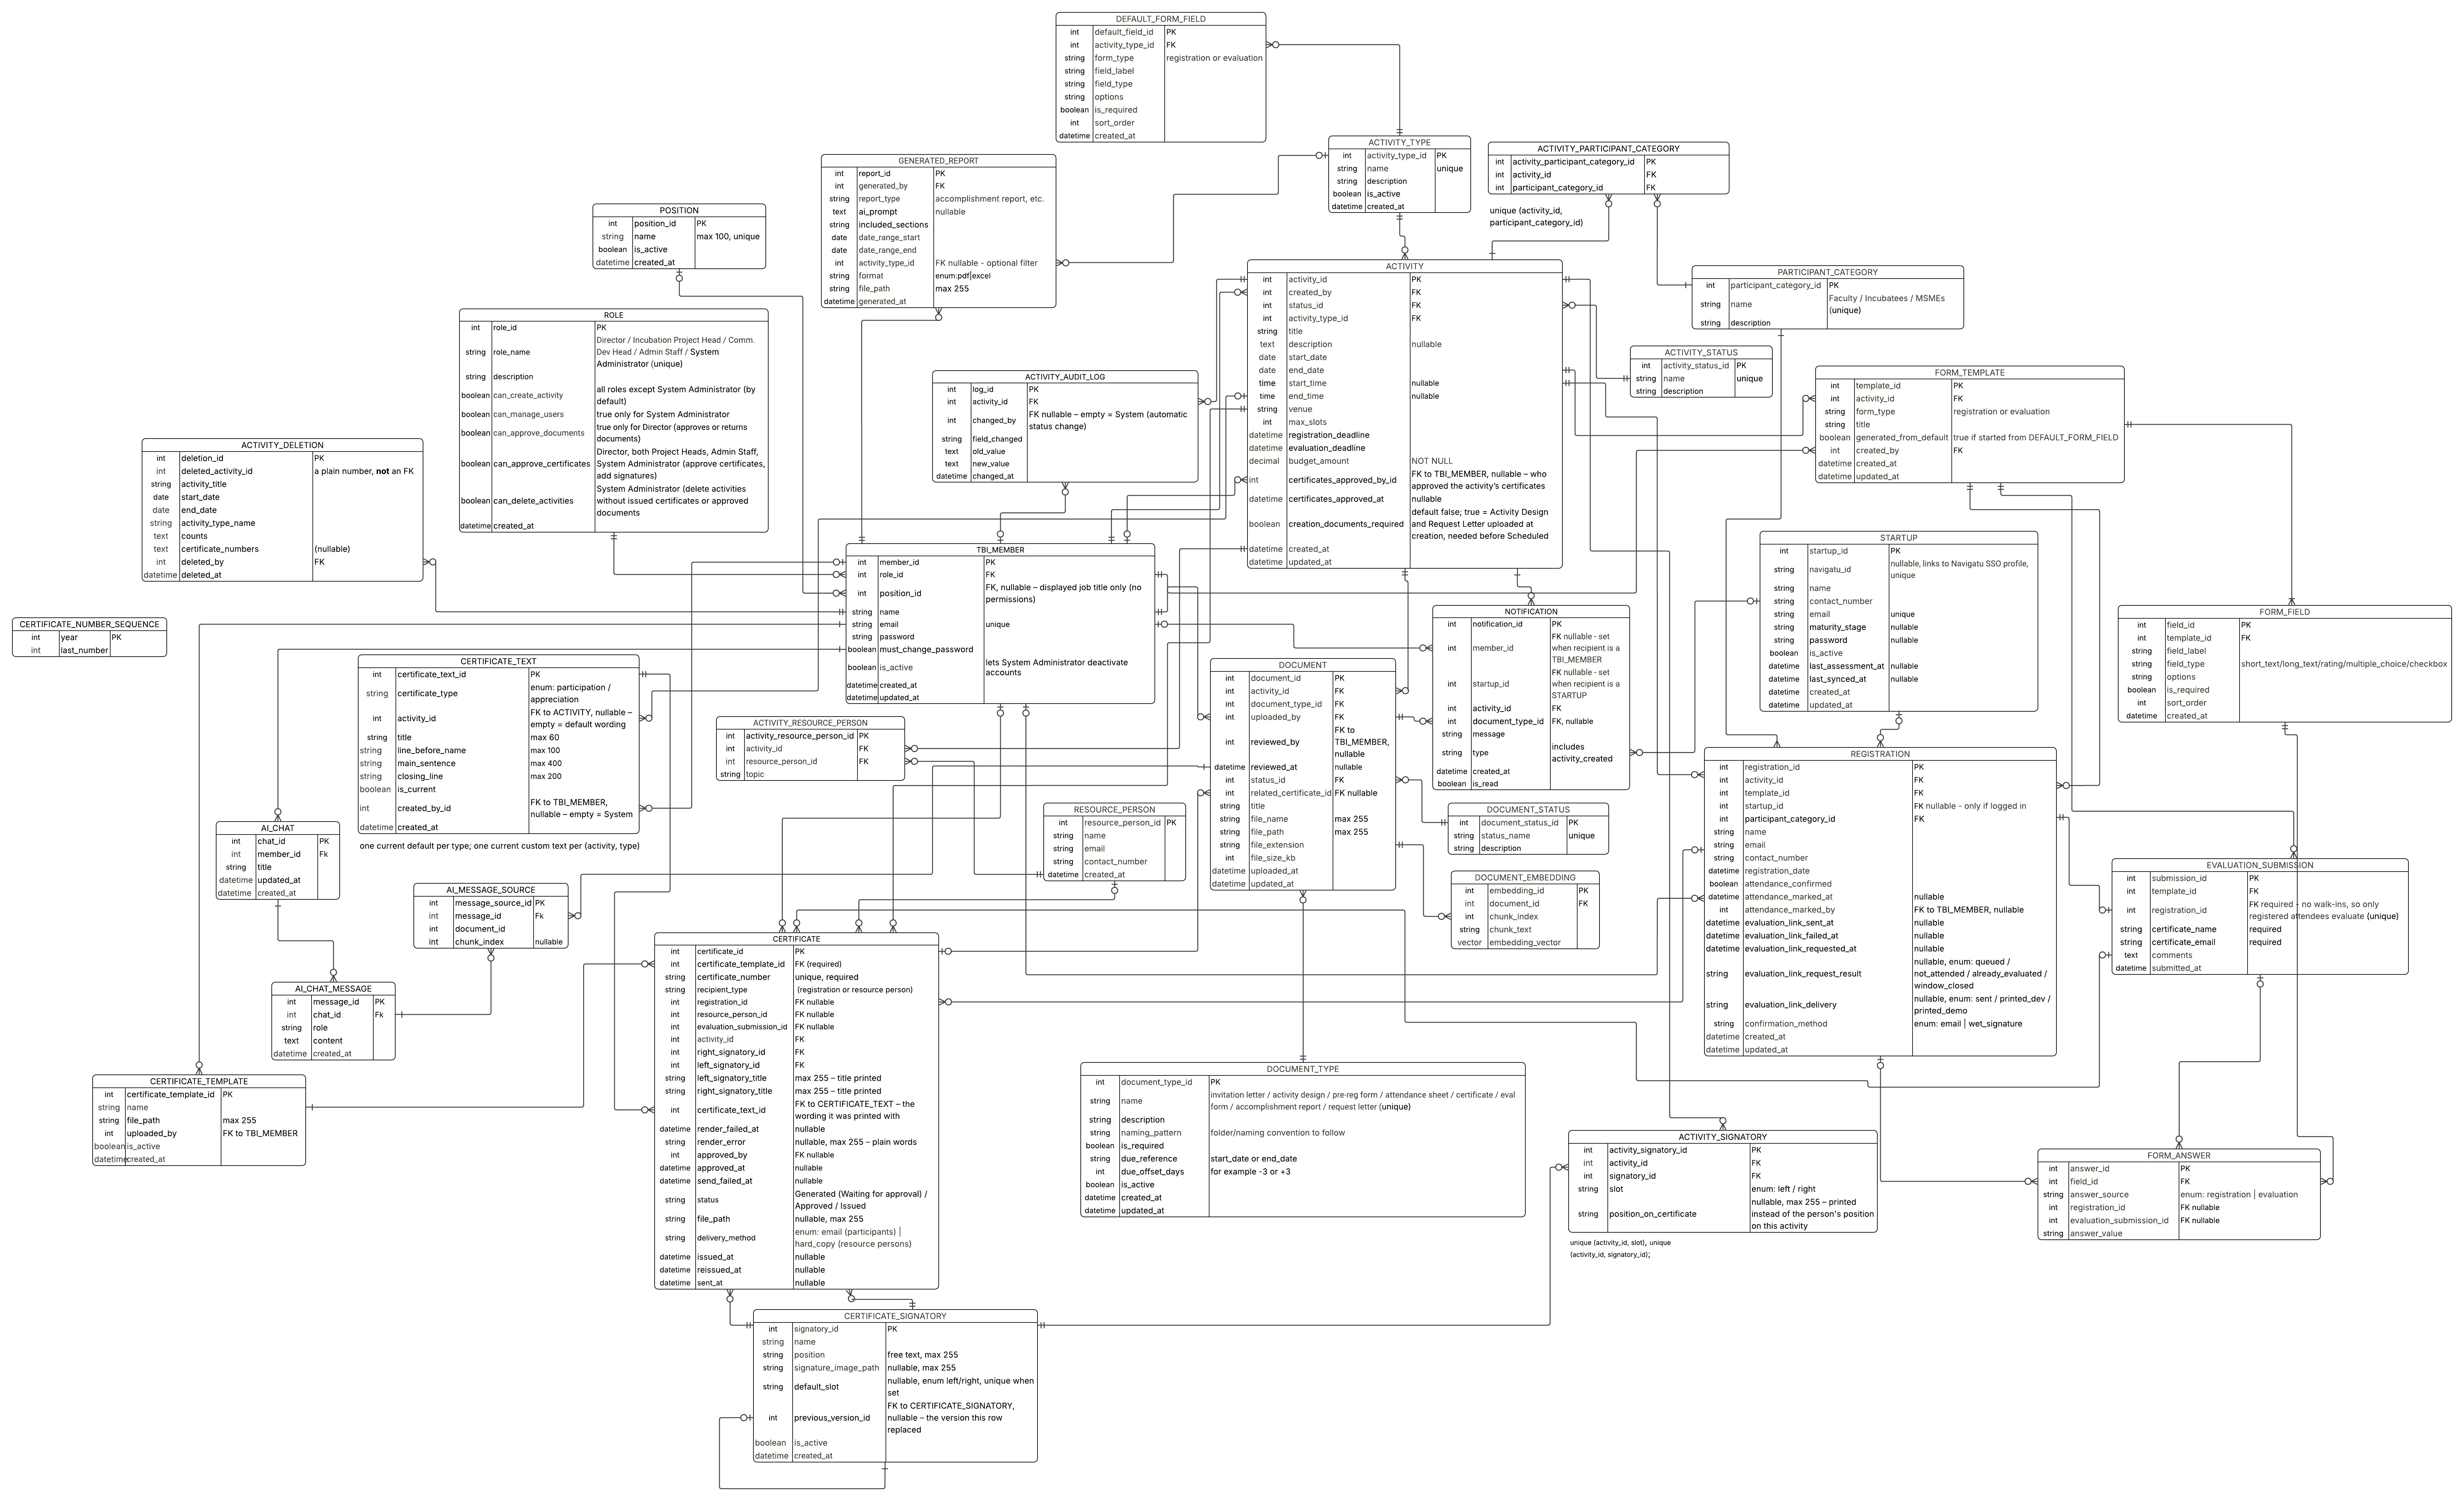 DEFAULT_FORM_FIELD
int default_field_id PK
int activity_type_id FK
string form_type registration or evaluation
string field_label
string field_type
string options
boolean is_required
int sort_order
datetime created_at
ACTIVITY_TYPE
int activity_type_id PK
string name unique
string description
boolean is_active
datetime created_at
ACTIVITY_PARTICIPANT_CATEGORY
int activity_participant_category_id PK
int activity_id FK
int participant_category_id FK
unique (activity_id,
participant_category_id)
GENERATED_REPORT
int report_id PK
int generated_by FK
string report_type accomplishment report, etc.
text ai_prompt nullable
string included_sections
date date_range_start
date date_range_end
int activity_type_id FK nullable - optional filter
string format enum:pdf|excel
string file_path max 255
datetime generated_at
POSITION
int position_id PK
string name max 100, unique
boolean is_active
datetime created_at
ACTIVITY
int activity_id PK
int created_by FK
int status_id FK
int activity_type_id FK
string title
text description nullable
date start_date
date end_date
time start_time nullable
time end_time nullable
string venue
int max_slots
datetime registration_deadline
datetime evaluation_deadline
decimal budget_amount NOT NULL
int certificates_approved_by_id FK to TBI_MEMBER, nullable – who
approved the activity's certificates
datetime certificates_approved_at nullable
boolean creation_documents_required default false; true = Activity Design
and Request Letter uploaded at
creation, needed before Scheduled
datetime created_at
datetime updated_at
PARTICIPANT_CATEGORY
int participant_category_id PK
string name Faculty / Incubatees / MSMEs
(unique)
string description
ROLE
int role_id PK
string role_name Director / Incubation Project Head / Comm.
Dev Head / Admin Staff / System
Administrator (unique)
string description
boolean can_create_activity all roles except System Administrator (by
default)
boolean can_manage_users true only for System Administrator
boolean can_approve_documents true only for Director (approves or returns
documents)
boolean can_approve_certificates Director, both Project Heads, Admin Staff,
System Administrator (approve certificates,
add signatures)
boolean can_delete_activities System Administrator (delete activities
without issued certificates or approved
documents
datetime created_at
ACTIVITY_STATUS
int activity_status_id PK
string name unique
string description
FORM_TEMPLATE
int template_id PK
int activity_id FK
string form_type registration or evaluation
string title
boolean generated_from_default true if started from DEFAULT_FORM_FIELD
int created_by FK
datetime created_at
datetime updated_at
ACTIVITY_AUDIT_LOG
int log_id PK
int activity_id FK
int changed_by FK nullable – empty = System (automatic
status change)
string field_changed
text old_value
text new_value
datetime changed_at
ACTIVITY_DELETION
int deletion_id PK
int deleted_activity_id a plain number, not an FK
string activity_title
date start_date
date end_date
string activity_type_name
text counts
text certificate_numbers (nullable)
int deleted_by FK
datetime deleted_at
TBI_MEMBER
int member_id PK
int role_id FK
int position_id FK, nullable – displayed job title only (no
permissions)
string name
string email unique
string password
boolean must_change_password
boolean is_active lets System Administrator deactivate
accounts
datetime created_at
datetime updated_at
STARTUP
int startup_id PK
string navigatu_id nullable, links to Navigatu SSO profile,
unique
string name
string contact_number
string email unique
string maturity_stage nullable
string password nullable
boolean is_active
datetime last_assessment_at nullable
datetime last_synced_at nullable
datetime created_at
datetime updated_at
CERTIFICATE_NUMBER_SEQUENCE
int year PK
int last_number
NOTIFICATION
int notification_id PK
int member_id FK nullable - set
when recipient is a
TBI_MEMBER
int startup_id FK nullable - set
when recipient is a
STARTUP
int activity_id FK
int document_type_id FK, nullable
string message
string type includes
activity_created
datetime created_at
boolean is_read
FORM_FIELD
int field_id PK
int template_id FK
string field_label
string field_type short_text/long_text/rating/multiple_choice/checkbox
string options
boolean is_required
int sort_order
datetime created_at
CERTIFICATE_TEXT
int certificate_text_id PK
string certificate_type enum: participation /
appreciation
int activity_id FK to ACTIVITY, nullable –
empty = default wording
string title max 60
string line_before_name max 100
string main_sentence max 400
string closing_line max 200
boolean is_current
int created_by_id FK to TBI_MEMBER,
nullable – empty = System
datetime created_at
one current default per type; one current custom text per (activity, type)
DOCUMENT
int document_id PK
int activity_id FK
int document_type_id FK
int uploaded_by FK
int reviewed_by FK to
TBI_MEMBER,
nullable
datetime reviewed_at nullable
int status_id FK
int related_certificate_id FK nullable
string title
string file_name max 255
string file_path max 255
string file_extension
int file_size_kb
datetime uploaded_at
datetime updated_at
ACTIVITY_RESOURCE_PERSON
int activity_resource_person_id PK
int activity_id FK
int resource_person_id FK
string topic
REGISTRATION
int registration_id PK
int activity_id FK
int template_id FK
int startup_id FK nullable - only if logged in
int participant_category_id FK
string name
string email
string contact_number
datetime registration_date
boolean attendance_confirmed
datetime attendance_marked_at nullable
int attendance_marked_by FK to TBI_MEMBER, nullable
datetime evaluation_link_sent_at nullable
datetime evaluation_link_failed_at nullable
datetime evaluation_link_requested_at nullable
string evaluation_link_request_result nullable, enum: queued /
not_attended / already_evaluated /
window_closed
string evaluation_link_delivery nullable, enum: sent / printed_dev /
printed_demo
string confirmation_method enum: email | wet_signature
datetime created_at
datetime updated_at
RESOURCE_PERSON
int resource_person_id PK
string name
string email
string contact_number
datetime created_at
DOCUMENT_STATUS
int document_status_id PK
string status_name unique
string description
AI_CHAT
int chat_id PK
int member_id Fk
string title
datetime updated_at
datetime created_at
EVALUATION_SUBMISSION
int submission_id PK
int template_id FK
int registration_id FK required - no walk-ins, so only
registered attendees evaluate (unique)
string certificate_name required
string certificate_email required
text comments
datetime submitted_at
DOCUMENT_EMBEDDING
int embedding_id PK
int document_id FK
int chunk_index
string chunk_text
vector embedding_vector
AI_MESSAGE_SOURCE
int message_source_id PK
int message_id Fk
int document_id
int chunk_index nullable
CERTIFICATE
int certificate_id PK
int certificate_template_id FK (required)
string certificate_number unique, required
string recipient_type (registration or resource person)
int registration_id FK nullable
int resource_person_id FK nullable
int evaluation_submission_id FK nullable
int activity_id FK
int right_signatory_id FK
int left_signatory_id FK
string left_signatory_title max 255 – title printed
string right_signatory_title max 255 – title printed
int certificate_text_id FK to CERTIFICATE_TEXT – the
wording it was printed with
datetime render_failed_at nullable
string render_error nullable, max 255 – plain words
int approved_by FK nullable
datetime approved_at nullable
datetime send_failed_at nullable
string status Generated (Waiting for approval) /
Approved / Issued
string file_path nullable, max 255
string delivery_method enum: email (participants) |
hard_copy (resource persons)
datetime issued_at nullable
datetime reissued_at nullable
datetime sent_at nullable
AI_CHAT_MESSAGE
int message_id PK
int chat_id Fk
string role
text content
datetime created_at
CERTIFICATE_TEMPLATE
int certificate_template_id PK
string name
string file_path max 255
int uploaded_by FK to TBI_MEMBER
boolean is_active
datetime created_at
DOCUMENT_TYPE
int document_type_id PK
string name invitation letter / activity design / pre-reg form / attendance sheet / certificate / eval
form / accomplishment report / request letter (unique)
string description
string naming_pattern folder/naming convention to follow
boolean is_required
string due_reference start_date or end_date
int due_offset_days for example -3 or +3
boolean is_active
datetime created_at
datetime updated_at
ACTIVITY_SIGNATORY
int activity_signatory_id PK
int activity_id FK
int signatory_id FK
string slot enum: left / right
string position_on_certificate nullable, max 255 – printed
instead of the person's position
on this activity
unique (activity_id, slot), unique
(activity_id, signatory_id);
FORM_ANSWER
int answer_id PK
int field_id FK
string answer_source enum: registration | evaluation
int registration_id FK nullable
int evaluation_submission_id FK nullable
string answer_value
CERTIFICATE_SIGNATORY
int signatory_id PK
string name
string position free text, max 255
string signature_image_path nullable, max 255
string default_slot nullable, enum left/right, unique when
set
int previous_version_id FK to CERTIFICATE_SIGNATORY,
nullable – the version this row
replaced
boolean is_active
datetime created_at